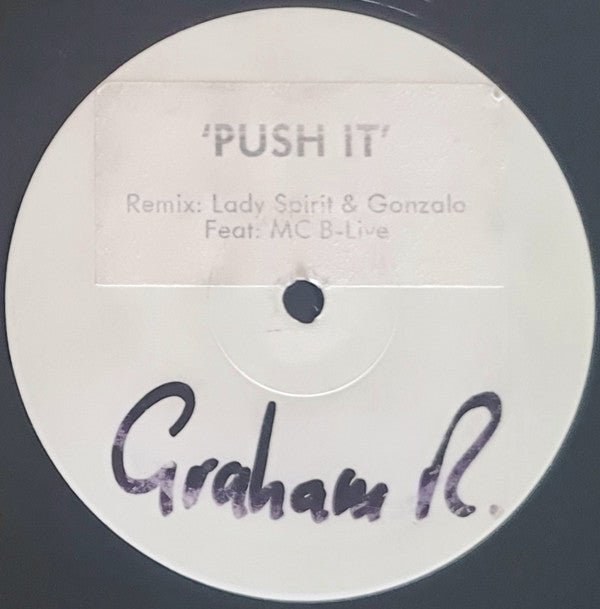 'PUSH IT'
Remix: Lady Spirit & Gonzalo
Feat: MC B-Live
Graham R.